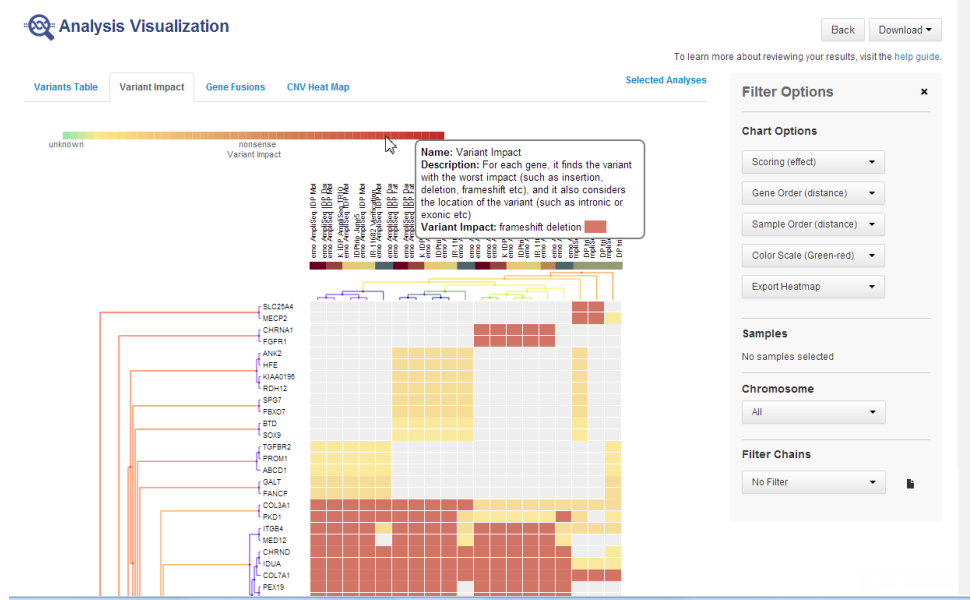 Analysis Visualization
Back
Download
To learn more about reviewing your results, visit the help guide.
Variants Table
Variant Impact
Gene Fusions
CNV Heat Map
Selected Analyses
unknown
nonsense
Variant Impact
Name: Variant Impact
Description: For each gene, it finds the variant
with the worst impact (such as insertion,
deletion, frameshift etc), and it also considers
the location of the variant (such as intronic or
exonic etc)
Variant Impact: frameshift deletion
SLC25A4
MECP2
CHRNA1
FGFR1
ANK2
HFE
KIAA0196
RDH12
SPG7
FBXO7
BTD
SOX9
TGFBR2
PROM1
ABCD1
GALT
FANCF
COL3A1
PKD1
ITGB4
MED12
CHRND
IDUA
COL7A1
PEX19
Filter Options
×
Chart Options
Scoring (effect)
Gene Order (distance)
Sample Order (distance)
Color Scale (Green-red)
Export Heatmap
Samples
No samples selected
Chromosome
All
Filter Chains
No Filter